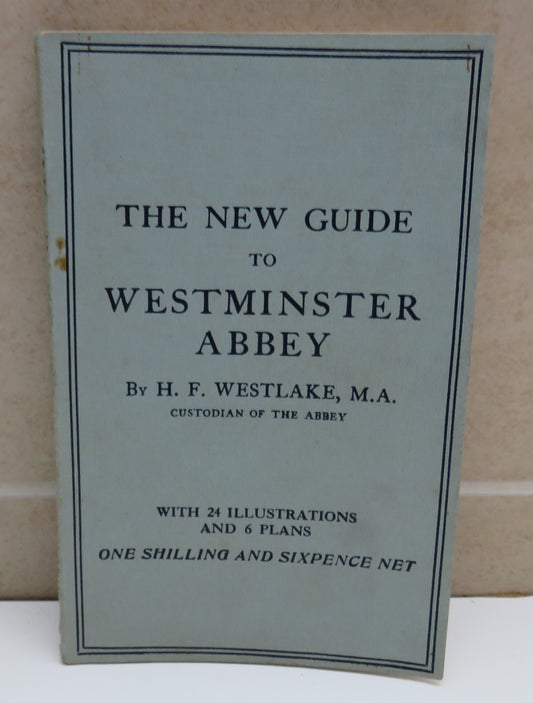 THE NEW GUIDE
TO
WESTMINSTER
ABBEY
By H. F. WESTLAKE, M.A.
CUSTODIAN OF THE ABBEY
WITH 24 ILLUSTRATIONS
AND 6 PLANS
ONE SHILLING AND SIXPENCE NET